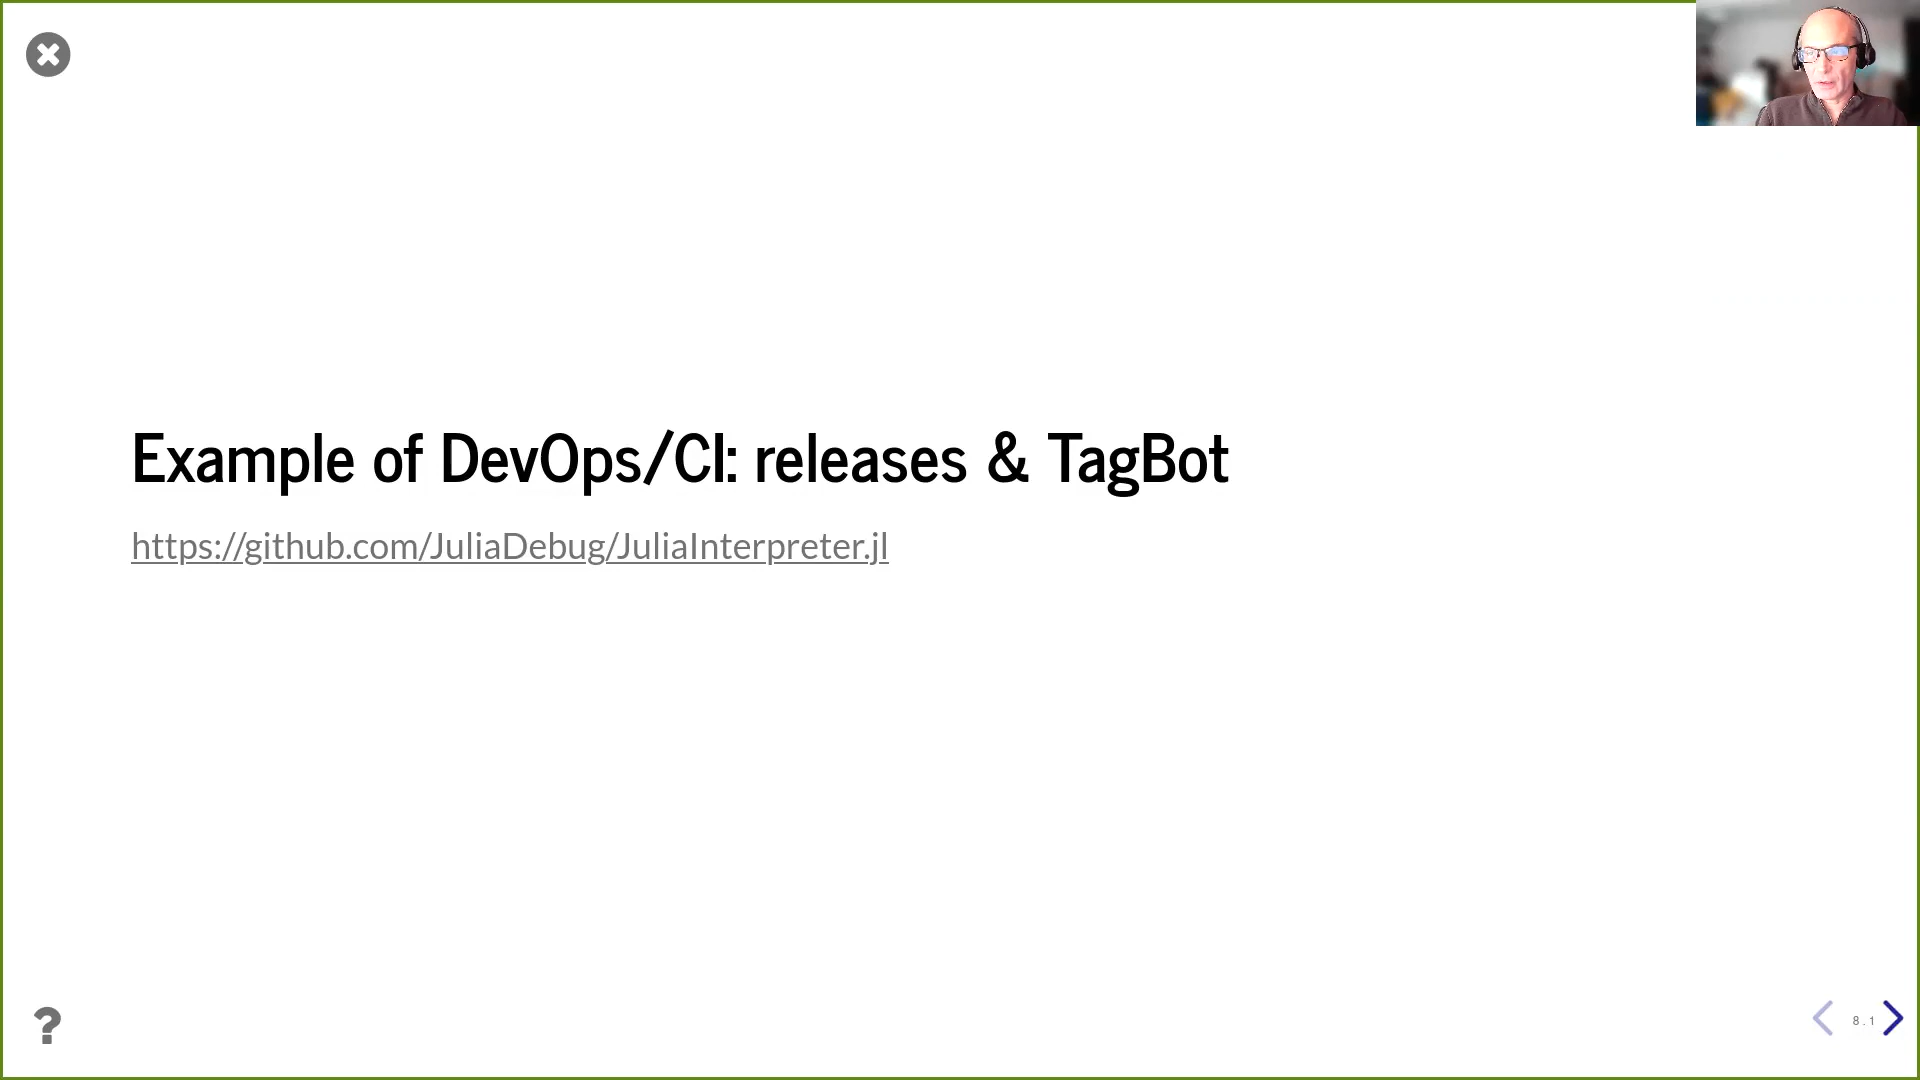 Example of DevOps/CI: releases & TagBot
https://github.com/JuliaDebug/JuliaInterpreter.jl
?
8.1